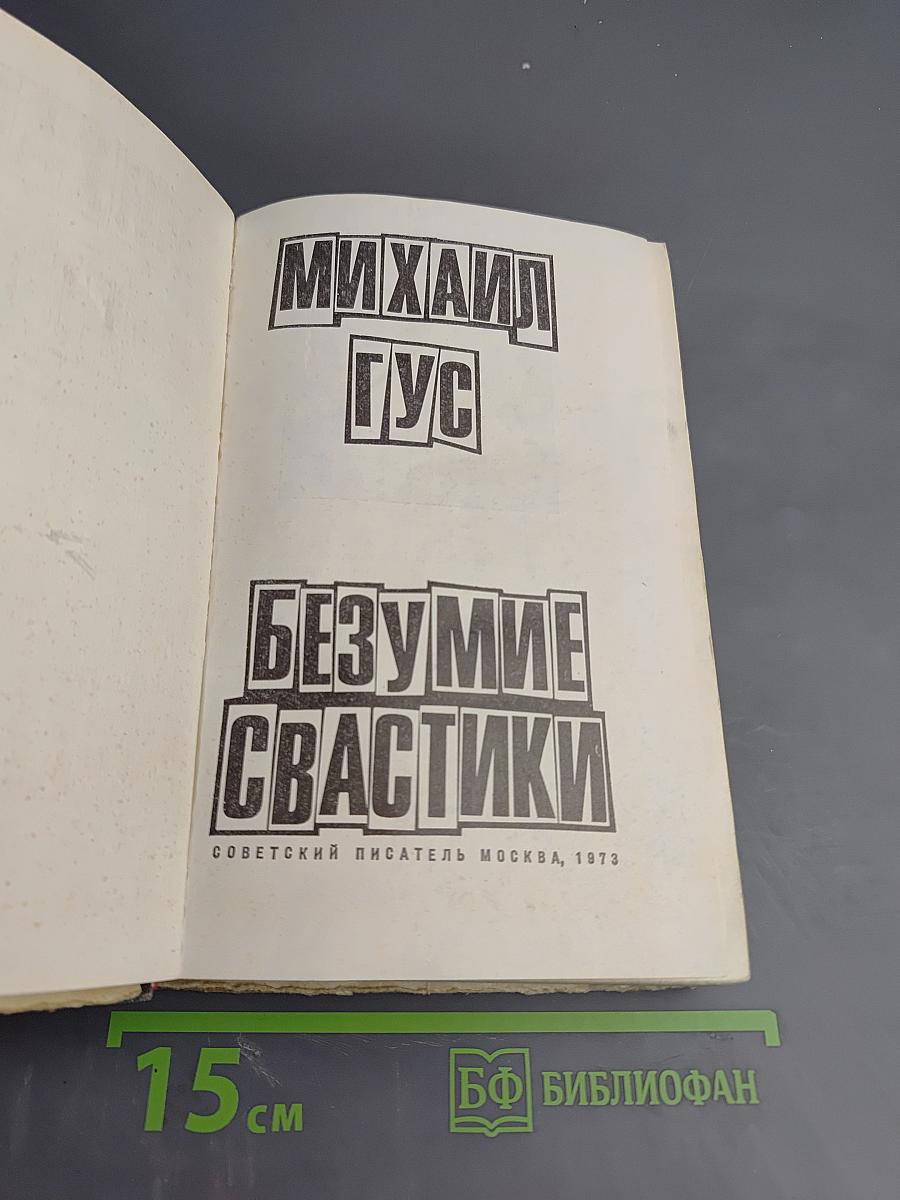 МИХАИЛ
ГУС
БЕЗУМИЕ
СВАСТИКИ
СОВЕТСКИЙ ПИСАТЕЛЬ МОСКВА, 1973
15 СМ
БФ БИБЛИОФАН